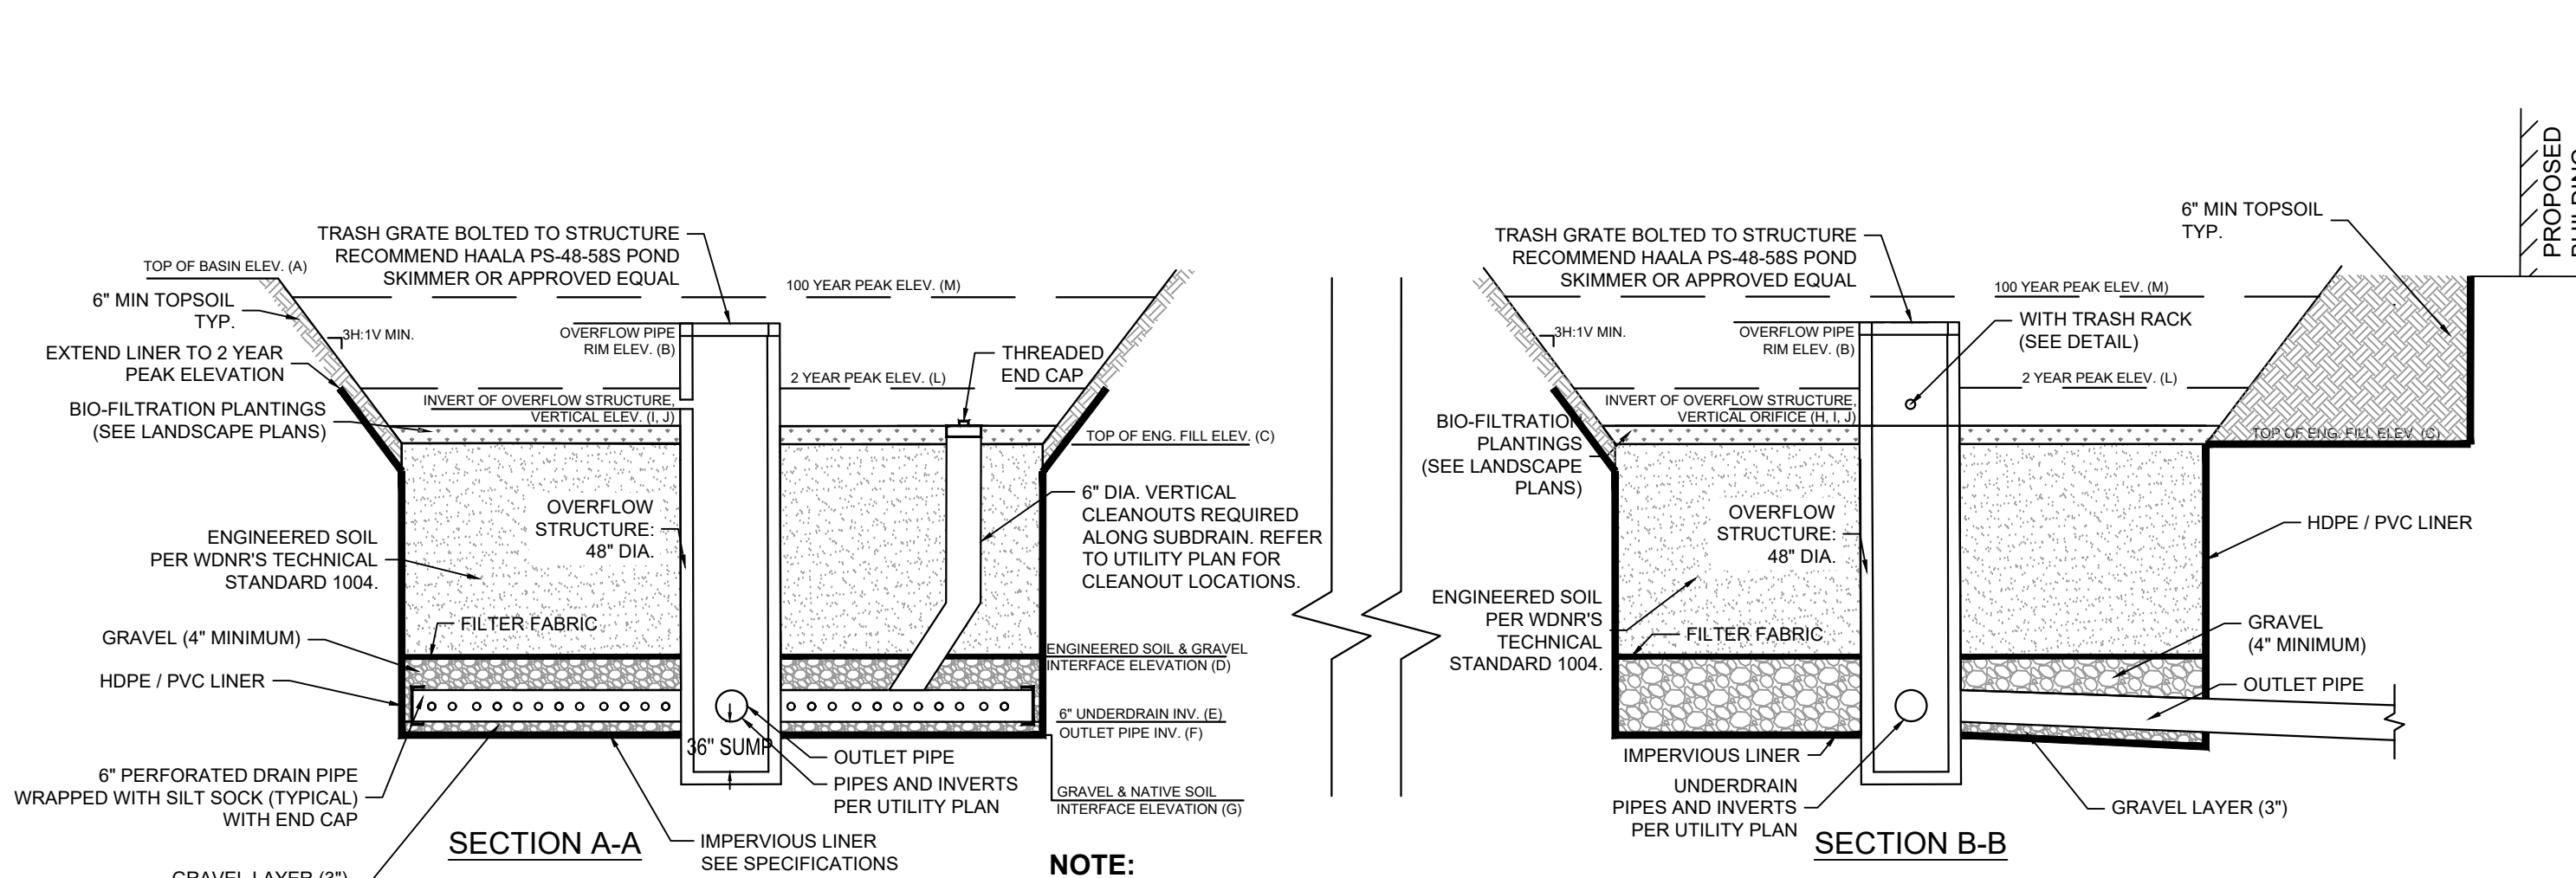 TRASH GRATE BOLTED TO STRUCTURE
RECOMMEND HAALA PS-48-58S POND
SKIMMER OR APPROVED EQUAL
TOP OF BASIN ELEV. (A)
6" MIN TOPSOIL
TYP.
3H:1V MIN.
EXTEND LINER TO 2 YEAR
PEAK ELEVATION
BIO-FILTRATION PLANTINGS
(SEE LANDSCAPE PLANS)
100 YEAR PEAK ELEV. (M)
OVERFLOW PIPE
RIM ELEV. (B)
2 YEAR PEAK ELEV. (L)
THREADED
END CAP
INVERT OF OVERFLOW STRUCTURE,
VERTICAL ELEV. (I, J)
TOP OF ENG. FILL ELEV. (C)
OVERFLOW
STRUCTURE:
48" DIA.
6" DIA. VERTICAL
CLEANOUTS REQUIRED
ALONG SUBDRAIN. REFER
TO UTILITY PLAN FOR
CLEANOUT LOCATIONS.
ENGINEERED SOIL
PER WDNR'S TECHNICAL
STANDARD 1004.
FILTER FABRIC
GRAVEL (4" MINIMUM)
ENGINEERED SOIL & GRAVEL
INTERFACE ELEVATION (D)
HDPE / PVC LINER
6" UNDERDRAIN INV. (E)
OUTLET PIPE INV. (F)
36" SUMP
OUTLET PIPE
PIPES AND INVERTS
PER UTILITY PLAN
6" PERFORATED DRAIN PIPE
WRAPPED WITH SILT SOCK (TYPICAL)
WITH END CAP
GRAVEL & NATIVE SOIL
INTERFACE ELEVATION (G)
SECTION A-A
IMPERVIOUS LINER
SEE SPECIFICATIONS
GRAVEL LAYER (3")
NOTE:
TRASH GRATE BOLTED TO STRUCTURE
RECOMMEND HAALA PS-48-58S POND
SKIMMER OR APPROVED EQUAL
6" MIN TOPSOIL
TYP.
PROPOSED
BUILDING
100 YEAR PEAK ELEV. (M)
3H:1V MIN.
OVERFLOW PIPE
RIM ELEV. (B)
WITH TRASH RACK
(SEE DETAIL)
2 YEAR PEAK ELEV. (L)
INVERT OF OVERFLOW STRUCTURE,
VERTICAL ORIFICE (H, I, J)
BIO-FILTRATION
PLANTINGS
(SEE LANDSCAPE
PLANS)
TOP OF ENG. FILL ELEV. (C)
OVERFLOW
STRUCTURE:
48" DIA.
HDPE / PVC LINER
ENGINEERED SOIL
PER WDNR'S
TECHNICAL
STANDARD 1004.
FILTER FABRIC
GRAVEL
(4" MINIMUM)
OUTLET PIPE
IMPERVIOUS LINER
UNDERDRAIN
PIPES AND INVERTS
PER UTILITY PLAN
GRAVEL LAYER (3")
SECTION B-B